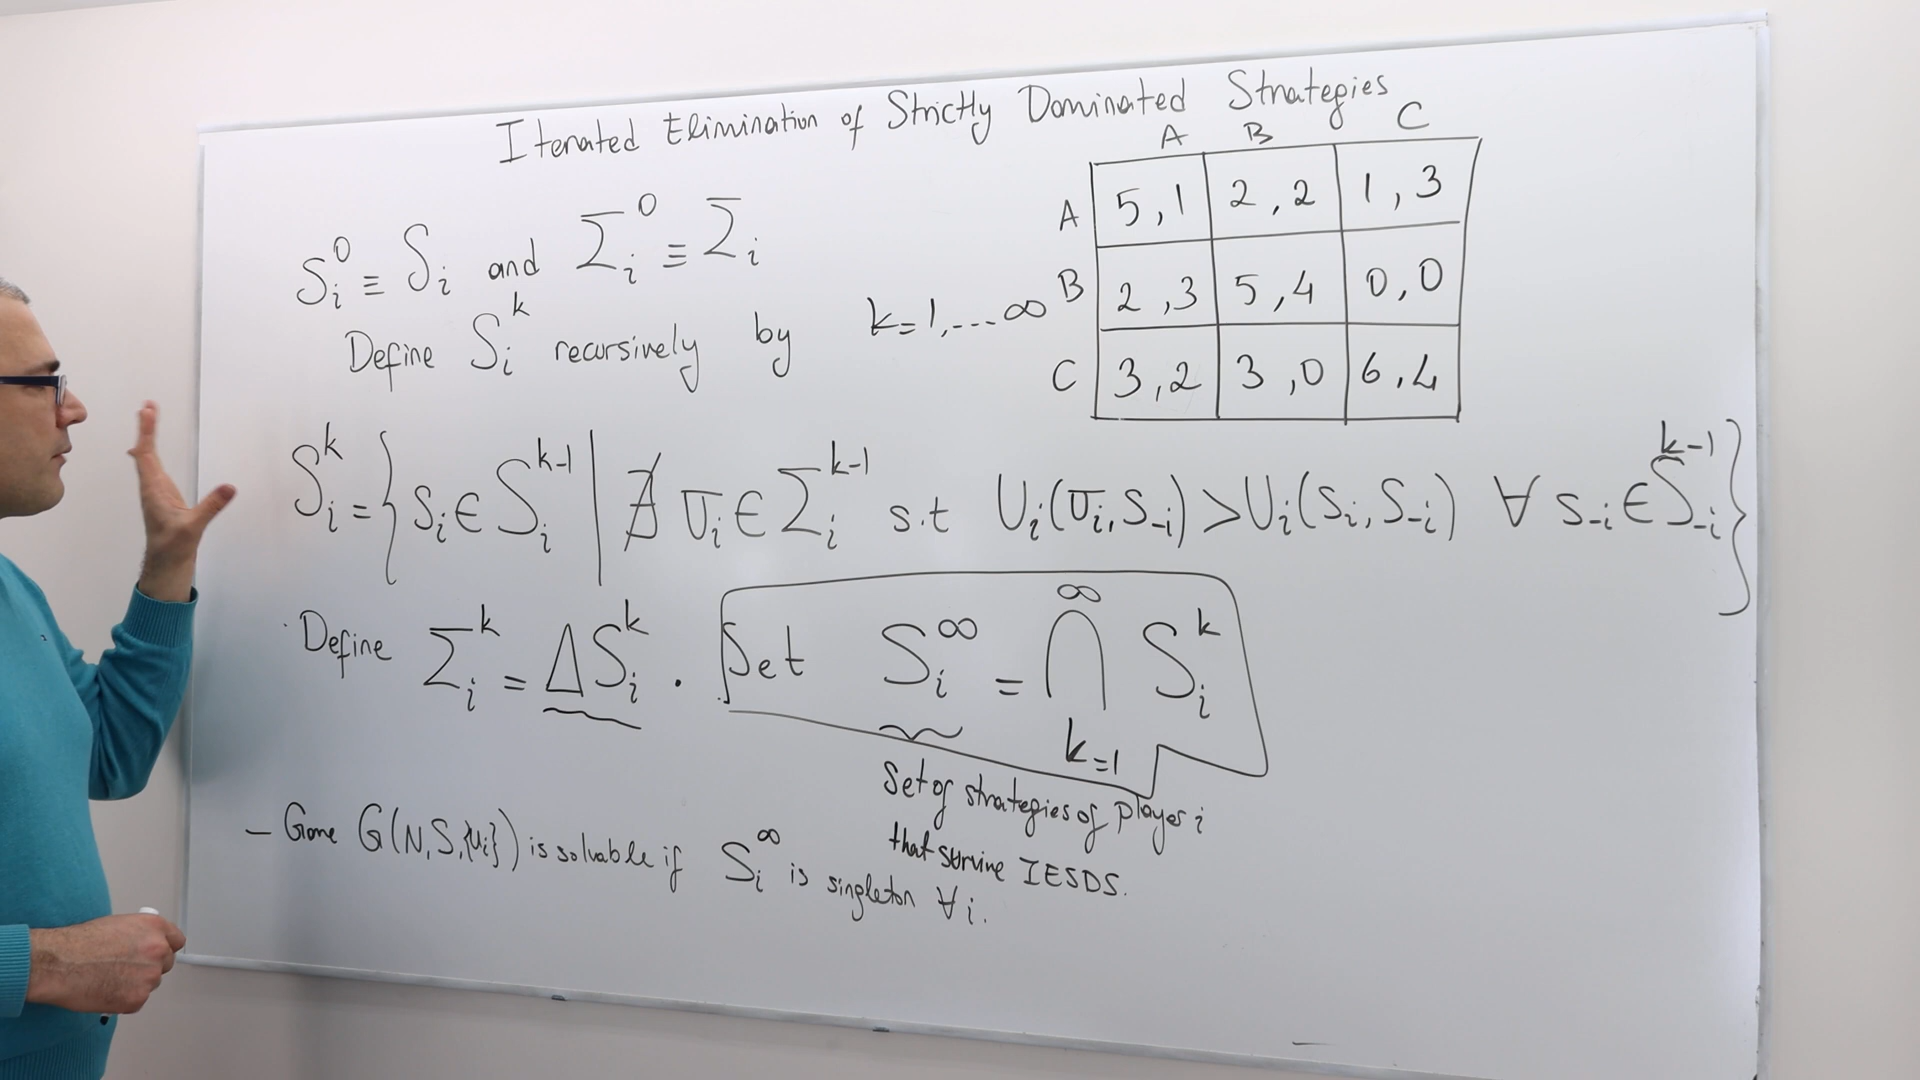 Iterated Elimination of Strictly Dominated Strategies
A B C
A 5,1 2,2 1,3
B 2,3 5,4 0,0
C 3,2 3,0 6,4
S_i^0 ≡ S_i and Σ_i^0 ≡ Σ_i
Define S_i^k recursively by k=1,....∞
S_i^k = {s_i ∈ S_i^{k-1} | ∄ σ_i ∈ Σ_i^{k-1} s.t U_i(σ_i, s_{-i}) > U_i(s_i, s_{-i}) ∀ s_{-i} ∈ S_{-i}^{k-1}}
Define Σ_i^k = ΔS_i^k . Set S_i^∞ = ⋂_{k=1}^∞ S_i^k
Set of strategies of player i
that survive IESDS.
– Game G(N,S,{u_i}) is solvable if S_i^∞ is singleton ∀i.